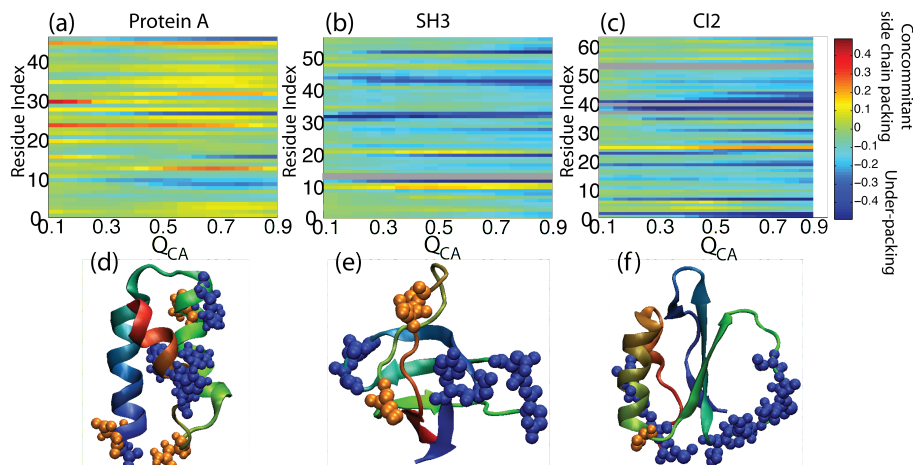 (a) Protein A
(b) SH3
(c) CI2
Residue Index
40
30
20
10
0
0.1 0.3 0.5 0.7 0.9
QCA
Residue Index
50
40
30
20
10
0
0.1 0.3 0.5 0.7 0.9
QCA
Residue Index
60
50
40
30
20
10
0
0.1 0.3 0.5 0.7 0.9
QCA
0.4
0.3
0.2
0.1
0
-0.1
-0.2
-0.3
-0.4
Concommitant
side chain packing
Under-packing
(d)
(e)
(f)